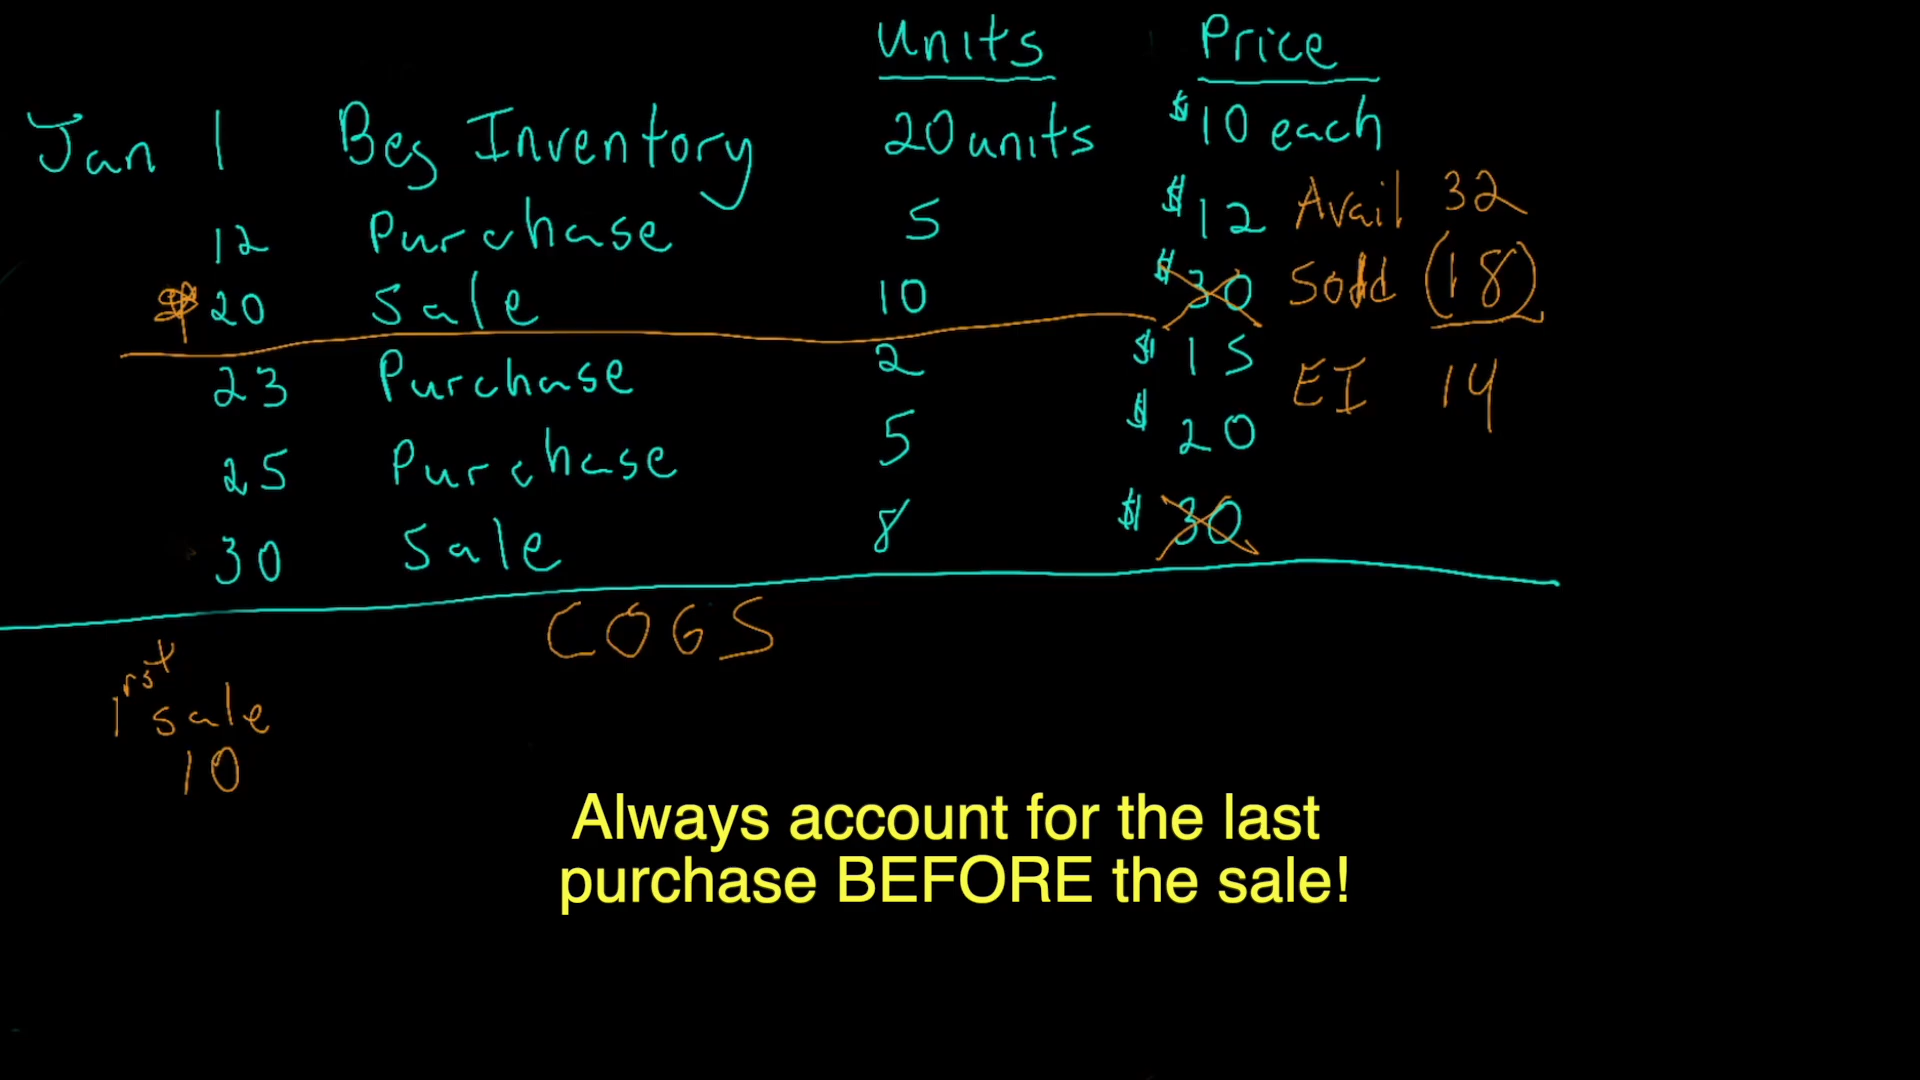 Units Price
Jan 1 Beg Inventory 20 units $10 each
12 Purchase 5 $12 Avail 32
20 Sale 10 $30 Sold (18)
23 Purchase 2 $15 EI 14
25 Purchase 5 $20
30 Sale 8 $30
COGS
1rst
sale
10
Always account for the last
purchase BEFORE the sale!